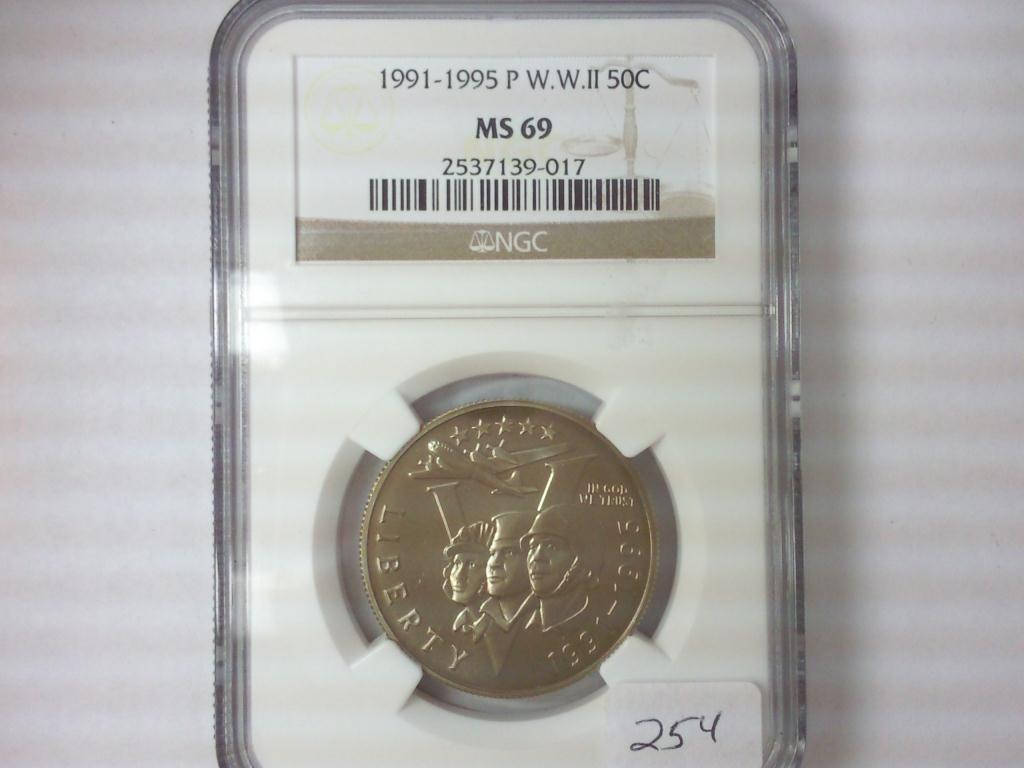 1991-1995 P W.W.II 50C
MS 69
2537139-017
NGC
IN GOD
WE TRUST
LIBERTY
1991-1995
254